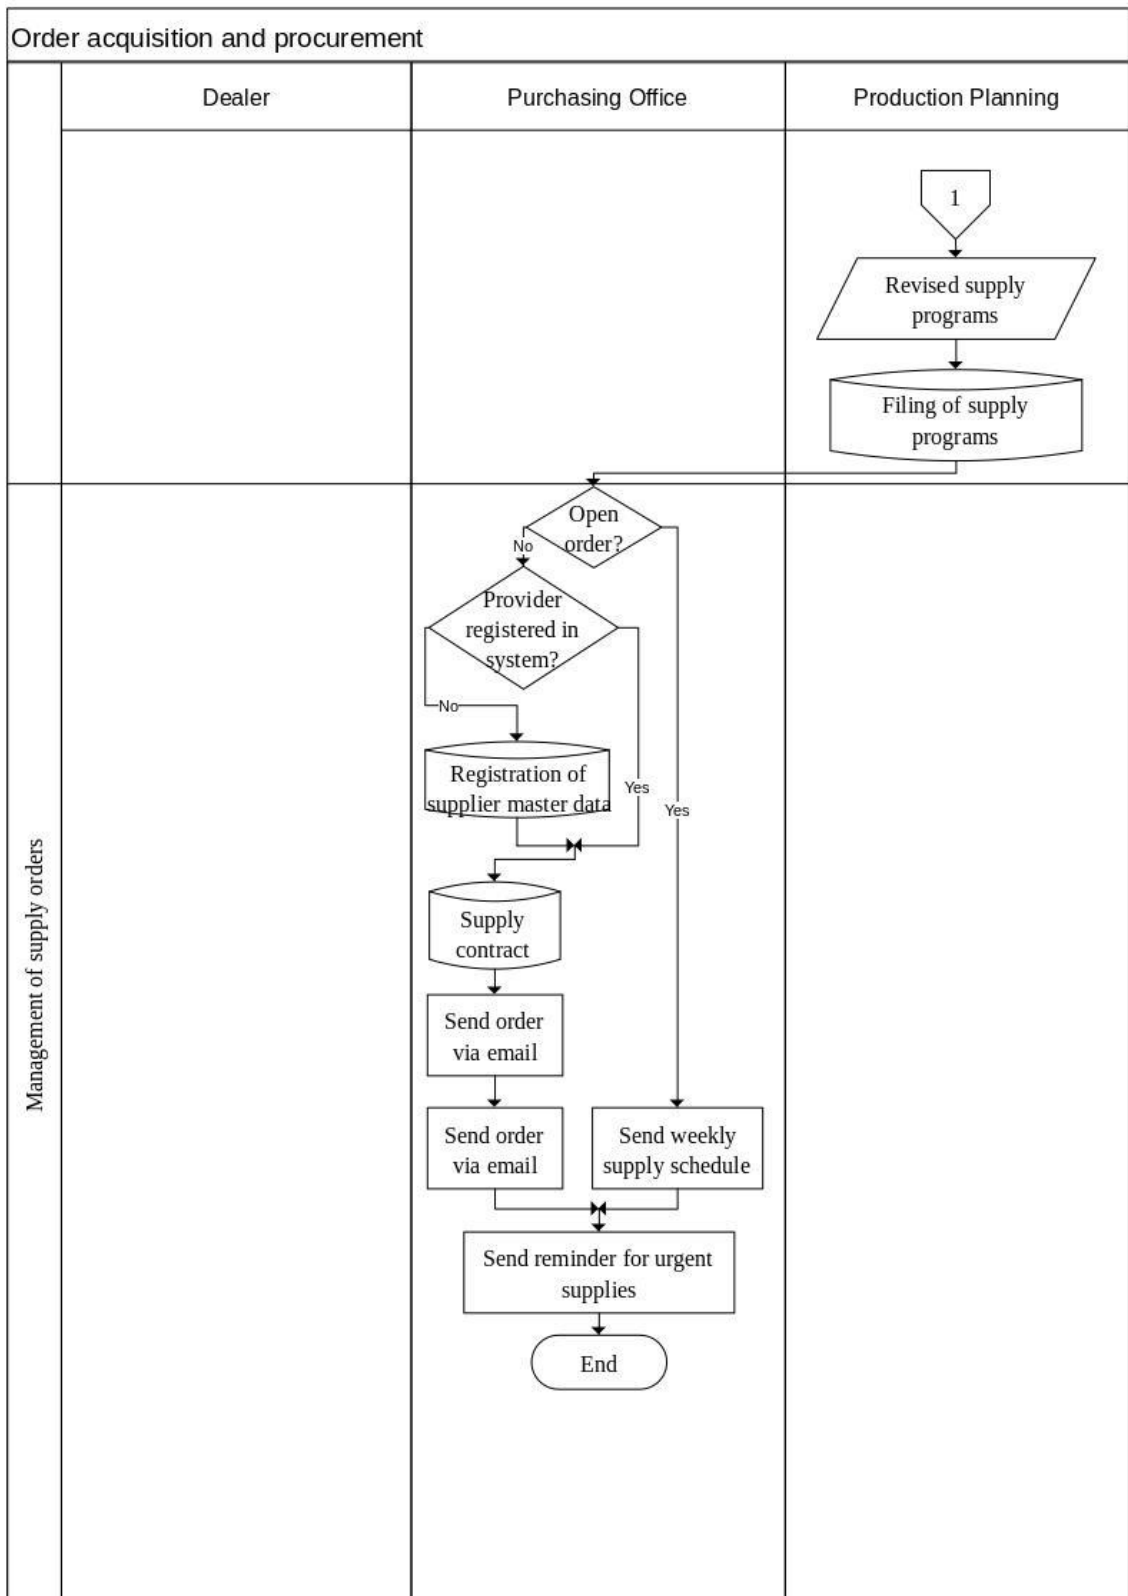 Order acquisition and procurement
Dealer
Purchasing Office
Production Planning
1
Revised supply
programs
Filing of supply
programs
Management of supply orders
Open
order?
No
Provider
registered in
system?
No
Registration of
supplier master data
Yes
Yes
Supply
contract
Send order
via email
Send order
via email
Send weekly
supply schedule
Send reminder for urgent
supplies
End